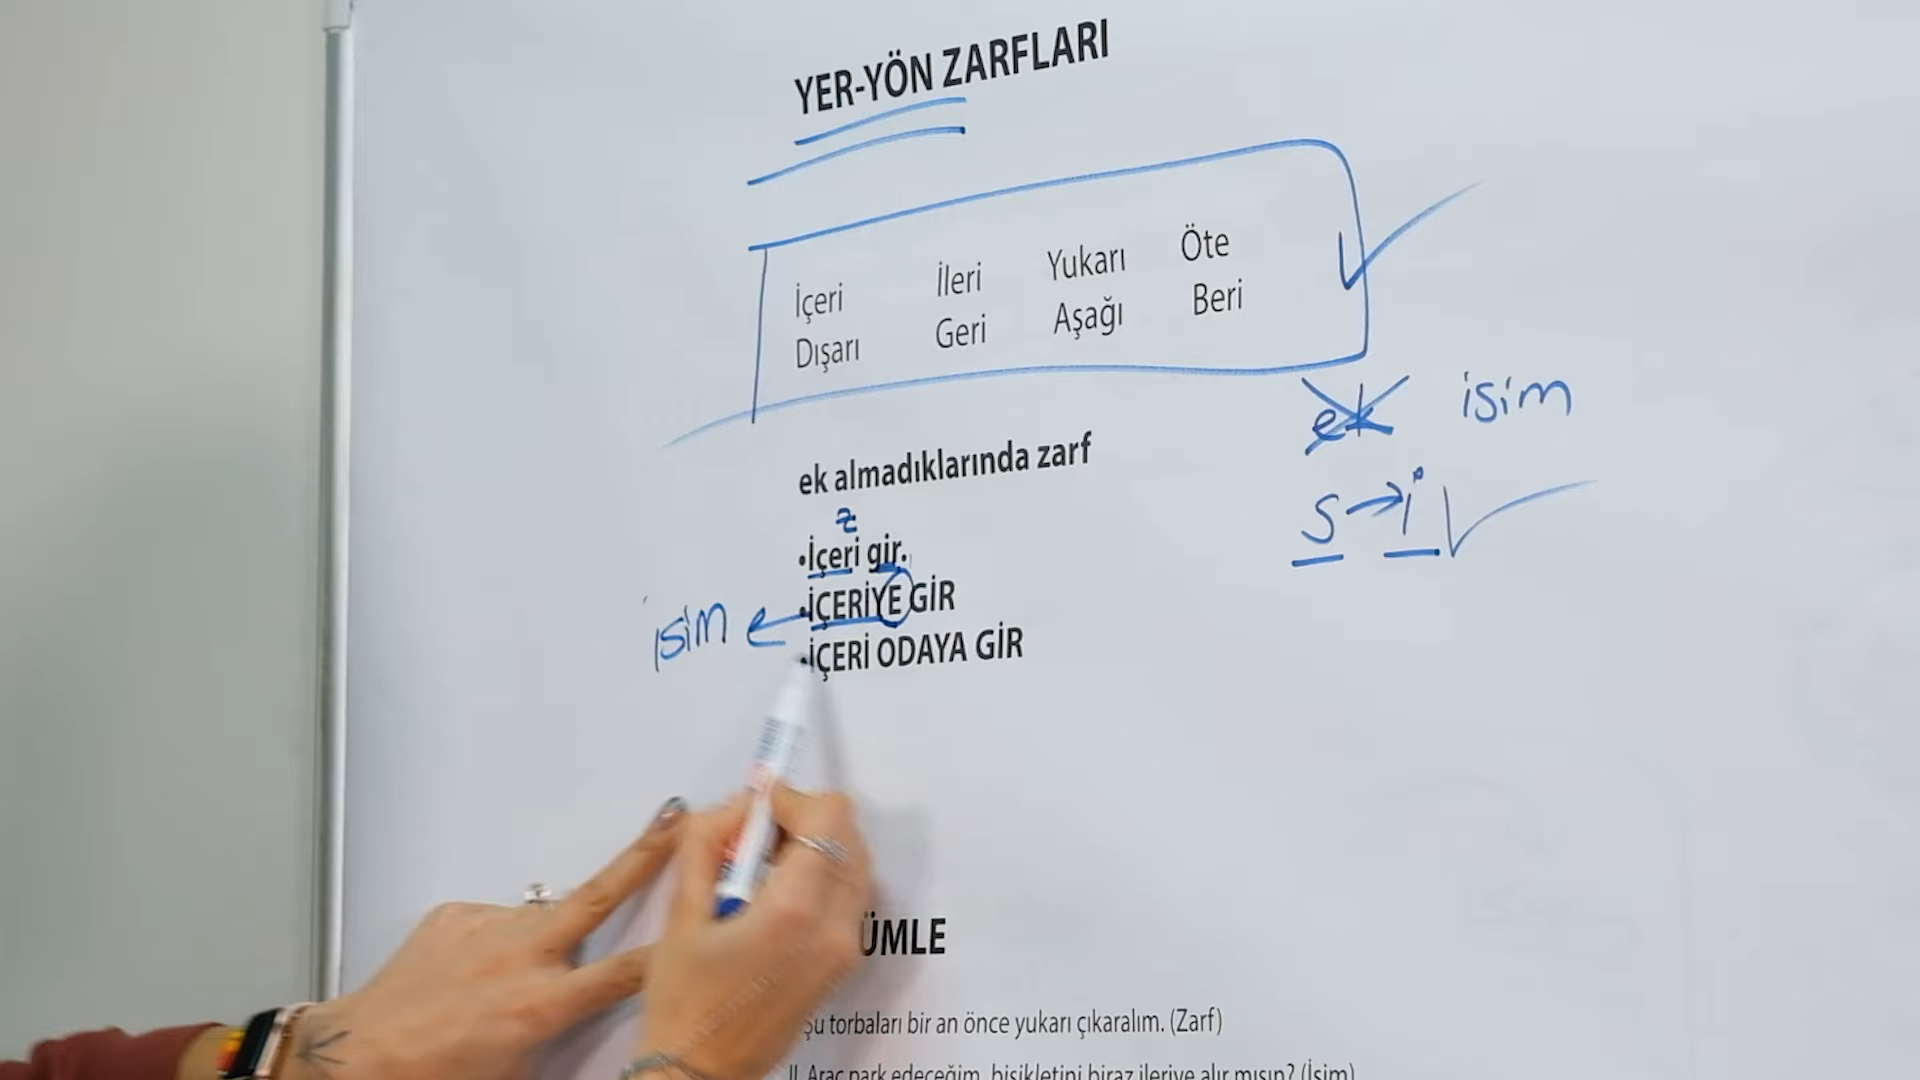 YER-YÖN ZARFLARI
İçeri İleri Yukarı Öte
Dışarı Geri Aşağı Beri
ek isim
ek almadıklarında zarf
z
S→i
•İçeri gir.
•İÇERİYE GİR
isim
•İÇERİ ODAYA GİR
ÜMLE
Şu torbaları bir an önce yukarı çıkaralım. (Zarf)
II. Araç park edeceğim, bisikletini biraz ileriye alır mısın? (İsim)